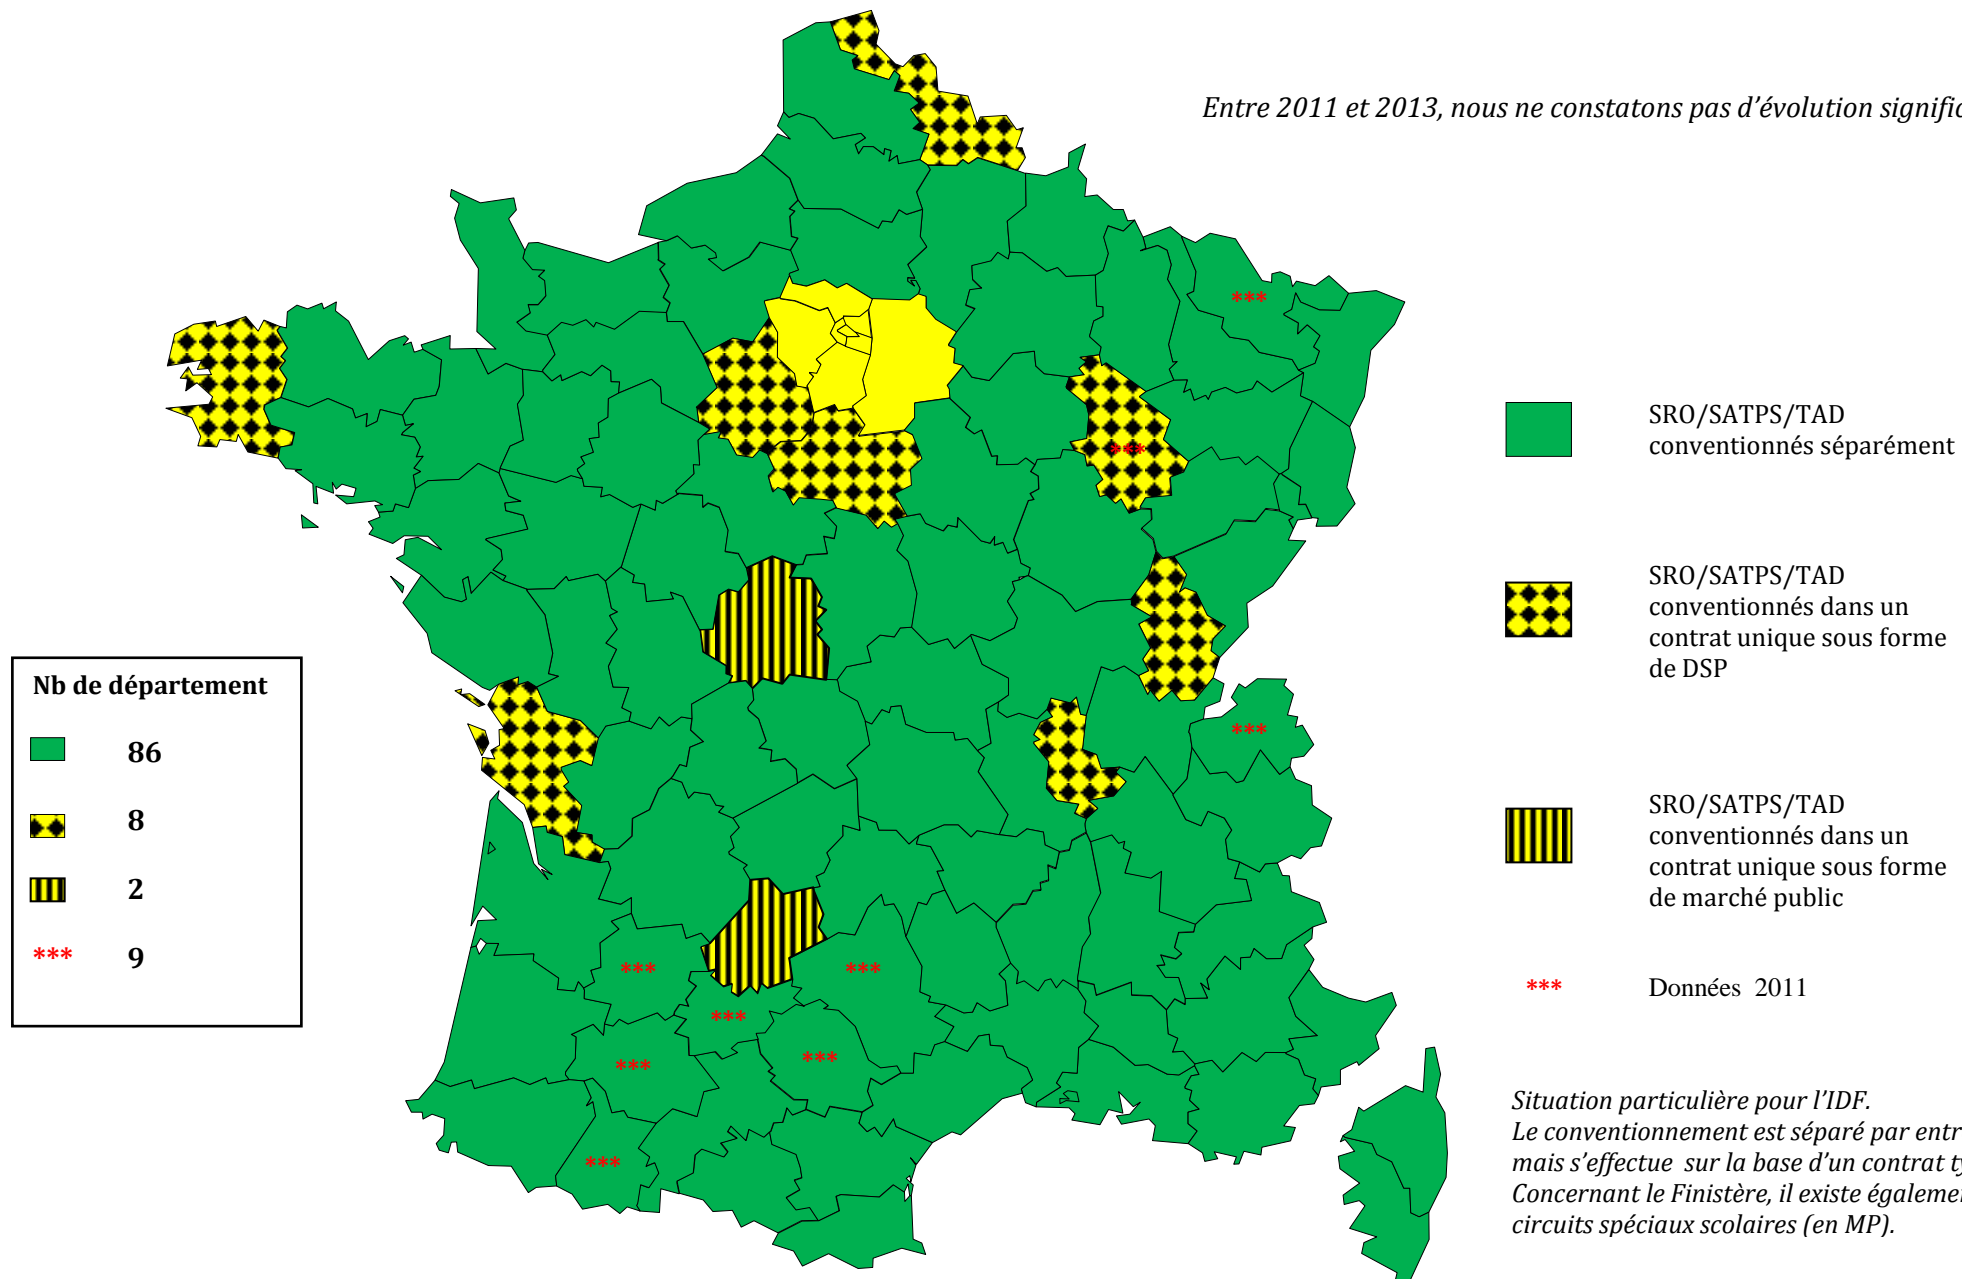 Entre 2011 et 2013, nous ne constatons pas d'évolution signific
***
***
***
***
***
***
***
***
***
Nb de département
86
8
2
*** 9
SRO/SATPS/TAD
conventionnés séparément
SRO/SATPS/TAD
conventionnés dans un
contrat unique sous forme
de DSP
SRO/SATPS/TAD
conventionnés dans un
contrat unique sous forme
de marché public
*** Données 2011
Situation particulière pour l'IDF.
Le conventionnement est séparé par entr
mais s'effectue sur la base d'un contrat ty
Concernant le Finistère, il existe égalemen
circuits spéciaux scolaires (en MP).